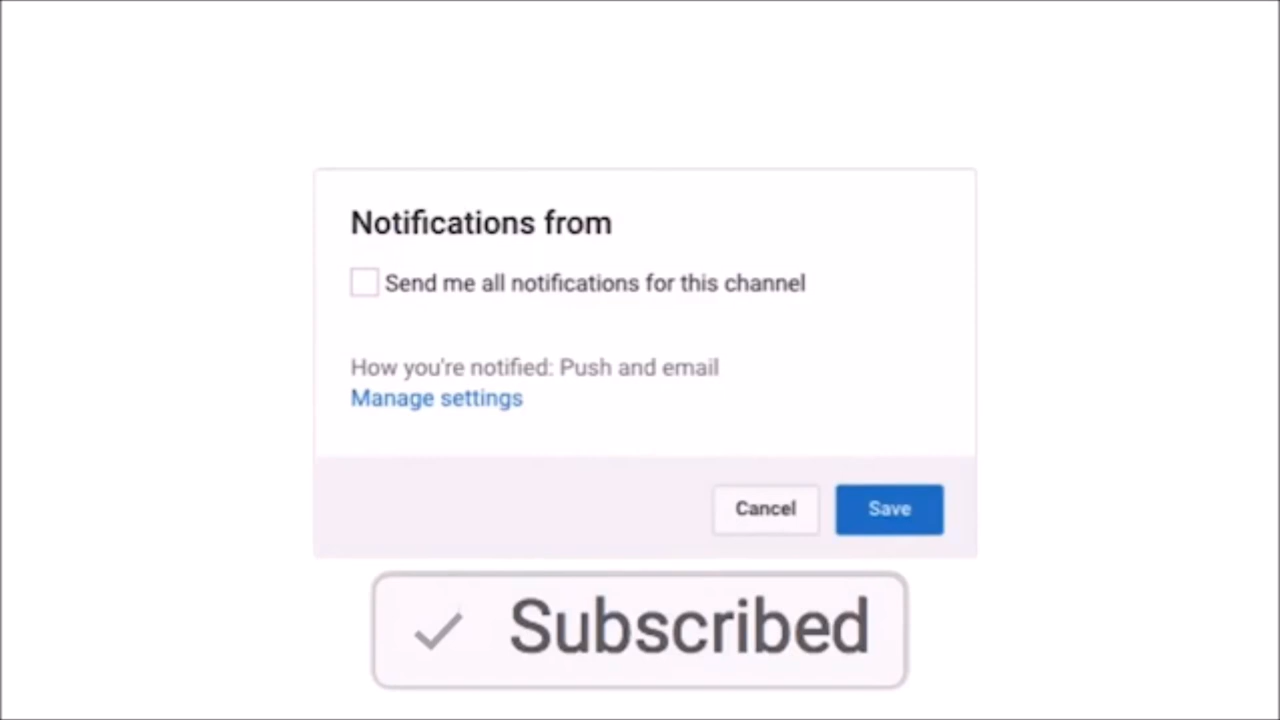 Notifications from
Send me all notifications for this channel
How you're notified: Push and email
Manage settings
Cancel Save
Subscribed